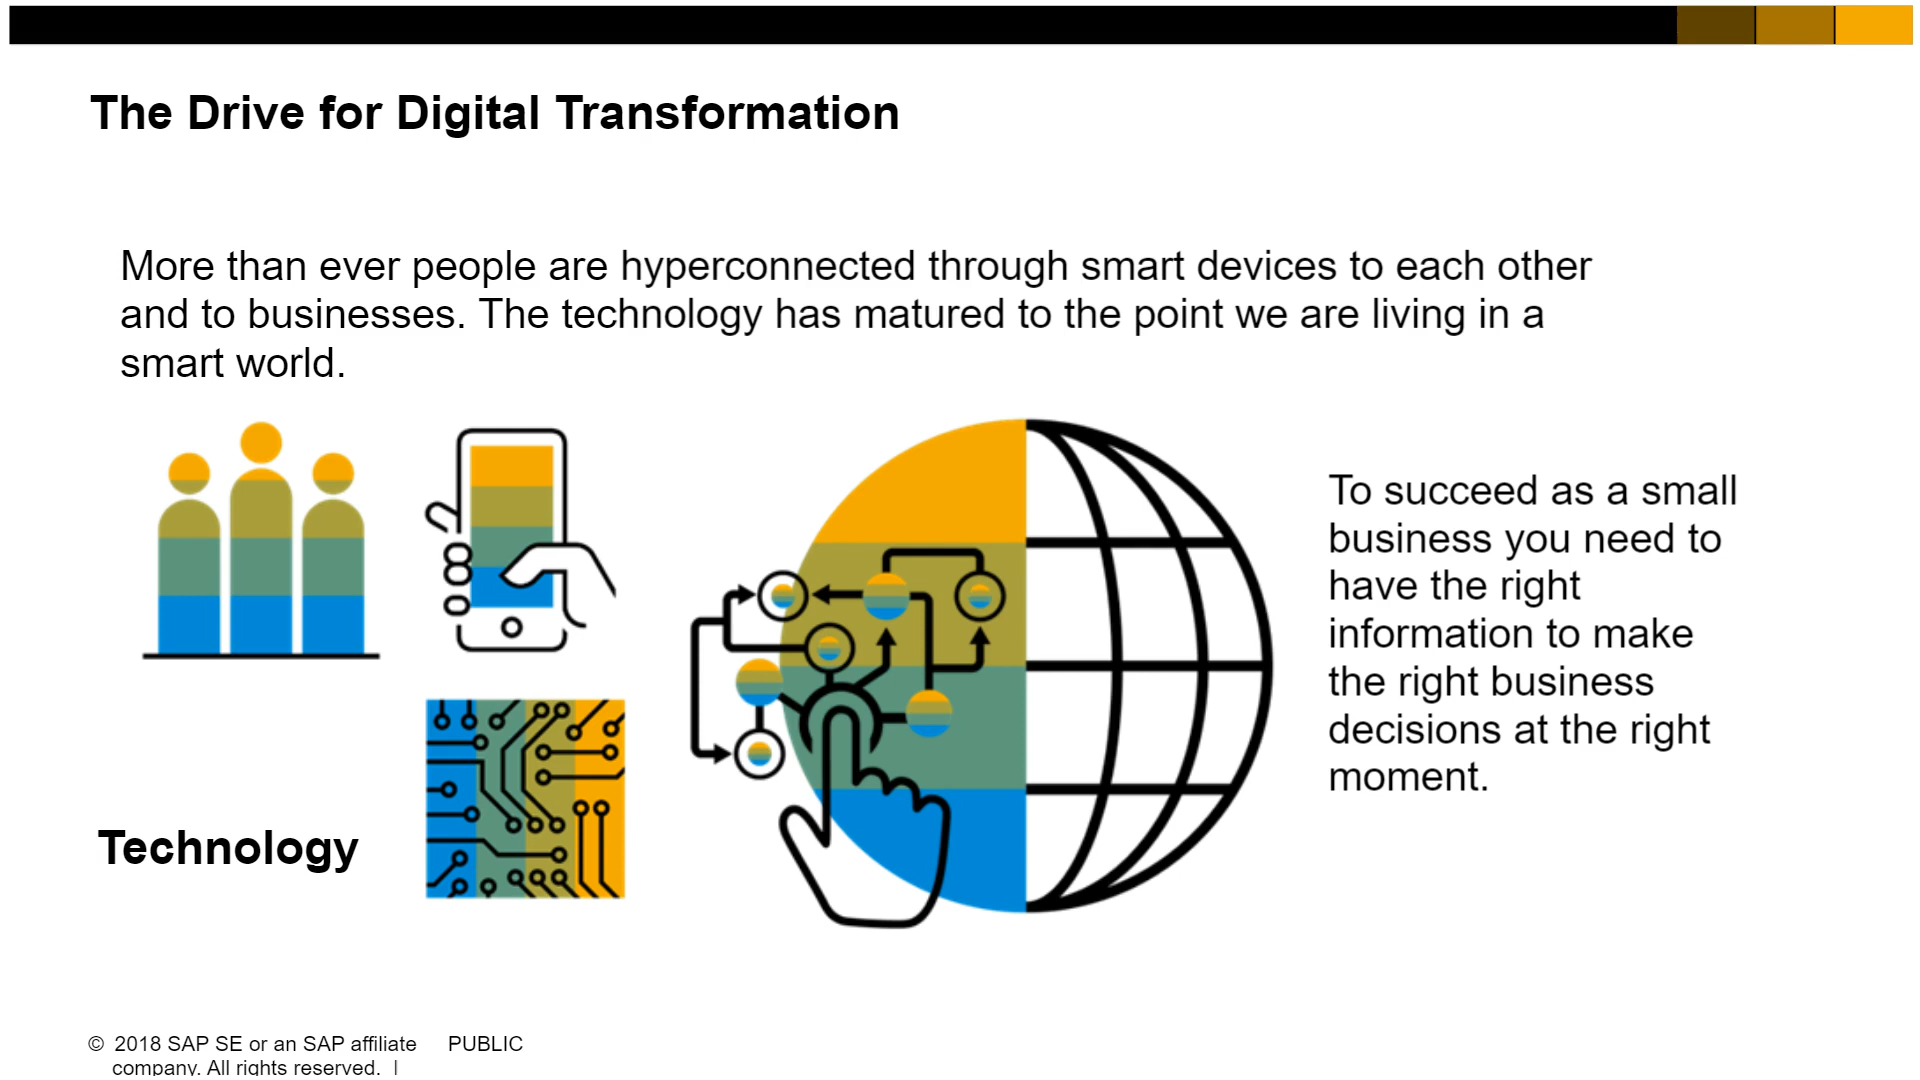 The Drive for Digital Transformation
More than ever people are hyperconnected through smart devices to each other
and to businesses. The technology has matured to the point we are living in a
smart world.
To succeed as a small
business you need to
have the right
information to make
the right business
decisions at the right
moment.
Technology
© 2018 SAP SE or an SAP affiliate PUBLIC
company. All rights reserved. |